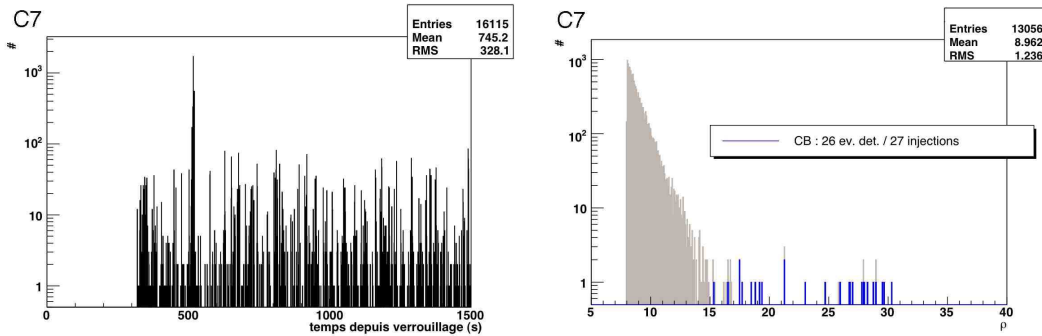 C7
Entries 16115
Mean 745.2
RMS 328.1
#
10³
10²
10
1
0 500 1000 1500
temps depuis verrouillage (s)
C7
Entries 13056
Mean 8.962
RMS 1.236
#
10³
10²
10
1
CB : 26 ev. det. / 27 injections
5 10 15 20 25 30 35 40
ρ